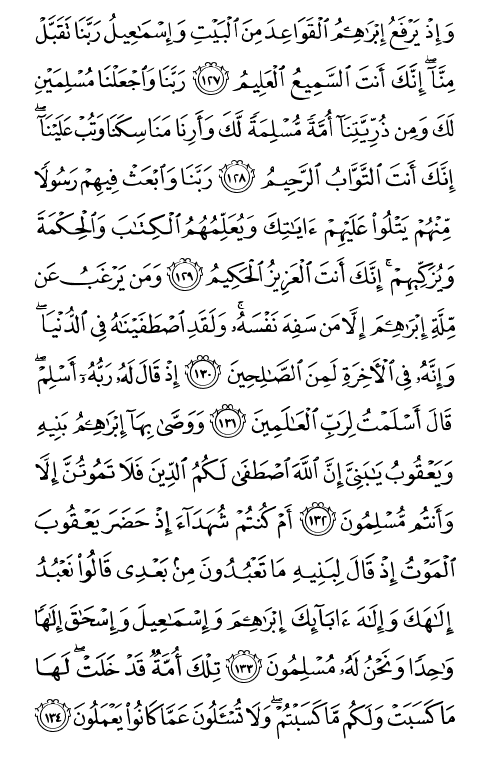 وَإِذْ يَرْفَعُ إِبْرَٰهِـۧمُ ٱلْقَوَاعِدَ مِنَ ٱلْبَيْتِ وَإِسْمَٰعِيلُ رَبَّنَا تَقَبَّلْ
مِنَّآ ۖ إِنَّكَ أَنتَ ٱلسَّمِيعُ ٱلْعَلِيمُ ﴿١٢٧﴾ رَبَّنَا وَٱجْعَلْنَا مُسْلِمَيْنِ
لَكَ وَمِن ذُرِّيَّتِنَآ أُمَّةً مُّسْلِمَةً لَّكَ وَأَرِنَا مَنَاسِكَنَا وَتُبْ عَلَيْنَآ ۖ
إِنَّكَ أَنتَ ٱلتَّوَّابُ ٱلرَّحِيمُ ﴿١٢٨﴾ رَبَّنَا وَٱبْعَثْ فِيهِمْ رَسُولًا
مِّنْهُمْ يَتْلُوا۟ عَلَيْهِمْ ءَايَٰتِكَ وَيُعَلِّمُهُمُ ٱلْكِتَٰبَ وَٱلْحِكْمَةَ
وَيُزَكِّيهِمْ ۚ إِنَّكَ أَنتَ ٱلْعَزِيزُ ٱلْحَكِيمُ ﴿١٢٩﴾ وَمَن يَرْغَبُ عَن
مِّلَّةِ إِبْرَٰهِـۧمَ إِلَّا مَن سَفِهَ نَفْسَهُۥ ۚ وَلَقَدِ ٱصْطَفَيْنَٰهُ فِى ٱلدُّنْيَا ۖ
وَإِنَّهُۥ فِى ٱلْـَٔاخِرَةِ لَمِنَ ٱلصَّٰلِحِينَ ﴿١٣٠﴾ إِذْ قَالَ لَهُۥ رَبُّهُۥٓ أَسْلِمْ ۖ
قَالَ أَسْلَمْتُ لِرَبِّ ٱلْعَٰلَمِينَ ﴿١٣١﴾ وَوَصَّىٰ بِهَآ إِبْرَٰهِـۧمُ بَنِيهِ
وَيَعْقُوبُ يَٰبَنِىَّ إِنَّ ٱللَّهَ ٱصْطَفَىٰ لَكُمُ ٱلدِّينَ فَلَا تَمُوتُنَّ إِلَّا
وَأَنتُم مُّسْلِمُونَ ﴿١٣٢﴾ أَمْ كُنتُمْ شُهَدَآءَ إِذْ حَضَرَ يَعْقُوبَ
ٱلْمَوْتُ إِذْ قَالَ لِبَنِيهِ مَا تَعْبُدُونَ مِنۢ بَعْدِى قَالُوا۟ نَعْبُدُ
إِلَٰهَكَ وَإِلَٰهَ ءَابَآئِكَ إِبْرَٰهِـۧمَ وَإِسْمَٰعِيلَ وَإِسْحَٰقَ إِلَٰهًا
وَٰحِدًا وَنَحْنُ لَهُۥ مُسْلِمُونَ ﴿١٣٣﴾ تِلْكَ أُمَّةٌ قَدْ خَلَتْ ۖ لَهَا
مَا كَسَبَتْ وَلَكُم مَّا كَسَبْتُمْ ۖ وَلَا تُسْـَٔلُونَ عَمَّا كَانُوا۟ يَعْمَلُونَ ﴿١٣٤﴾